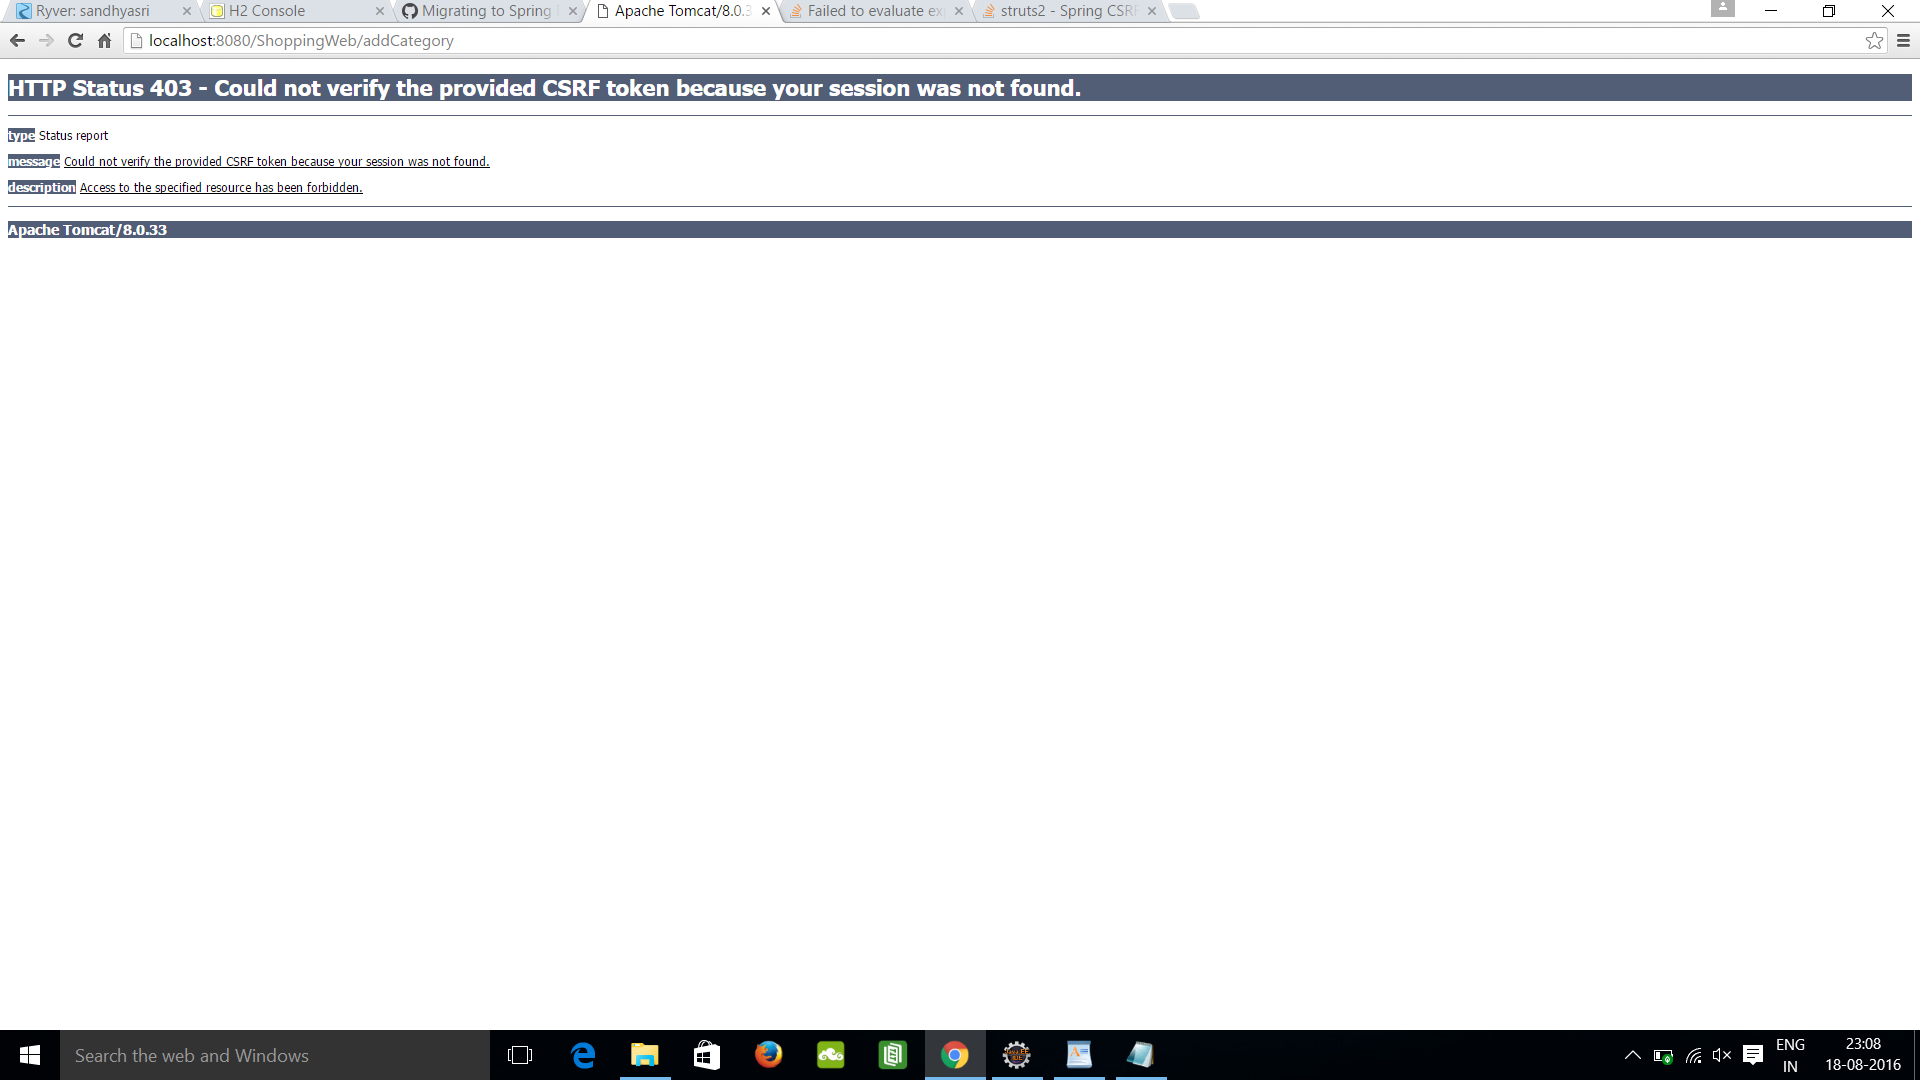 Ryver: sandhyasri
H2 Console
Migrating to Spring
Apache Tomcat/8.0.3
Failed to evaluate ex
struts2 - Spring CSRF
localhost:8080/ShoppingWeb/addCategory
HTTP Status 403 - Could not verify the provided CSRF token because your session was not found.
type Status report
message Could not verify the provided CSRF token because your session was not found.
description Access to the specified resource has been forbidden.
Apache Tomcat/8.0.33
Search the web and Windows
ENG
IN
23:08
18-08-2016